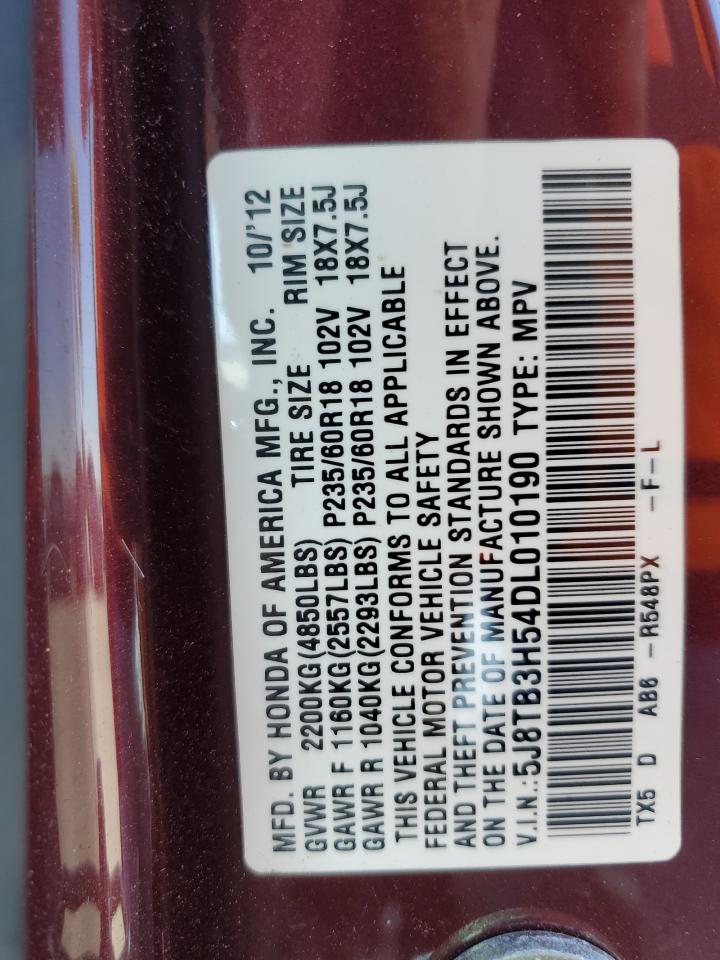 MFD. BY HONDA OF AMERICA MFG., INC. 10/'12
GVWR 2200KG(4850LBS) TIRE SIZE RIM SIZE
GAWR F 1160KG(2557LBS) P235/60R18 102V 18X7.5J
GAWR R 1040KG(2293LBS) P235/60R18 102V 18X7.5J
THIS VEHICLE CONFORMS TO ALL APPLICABLE
FEDERAL MOTOR VEHICLE SAFETY
AND THEFT PREVENTION STANDARDS IN EFFECT
ON THE DATE OF MANUFACTURE SHOWN ABOVE.
V.I.N.:5J8TB3H54DL010190 TYPE: MPV
TX5 D AB6 -R548PX -F-L